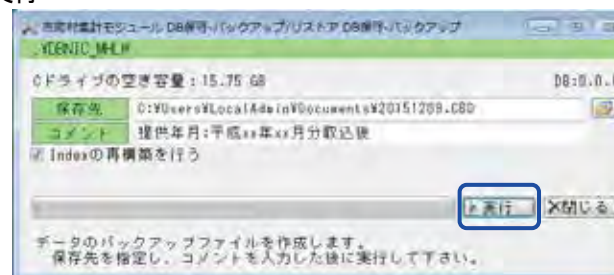 市町村集計モジュール DB保守-バックアップ/リストア DB保守-バックアップ
Cドライブの空き容量:15.75 GB
DB:0.0.
保存先 C:¥Users¥LocalAdmin¥Documents¥20151209.CBD
コメント 提供年月:平成xx年xx月分取込後
Indexの再構築を行う
実行 ×閉じる
データのバックアップファイルを作成します。
保存先を指定し、コメントを入力した後に実行して下さい。